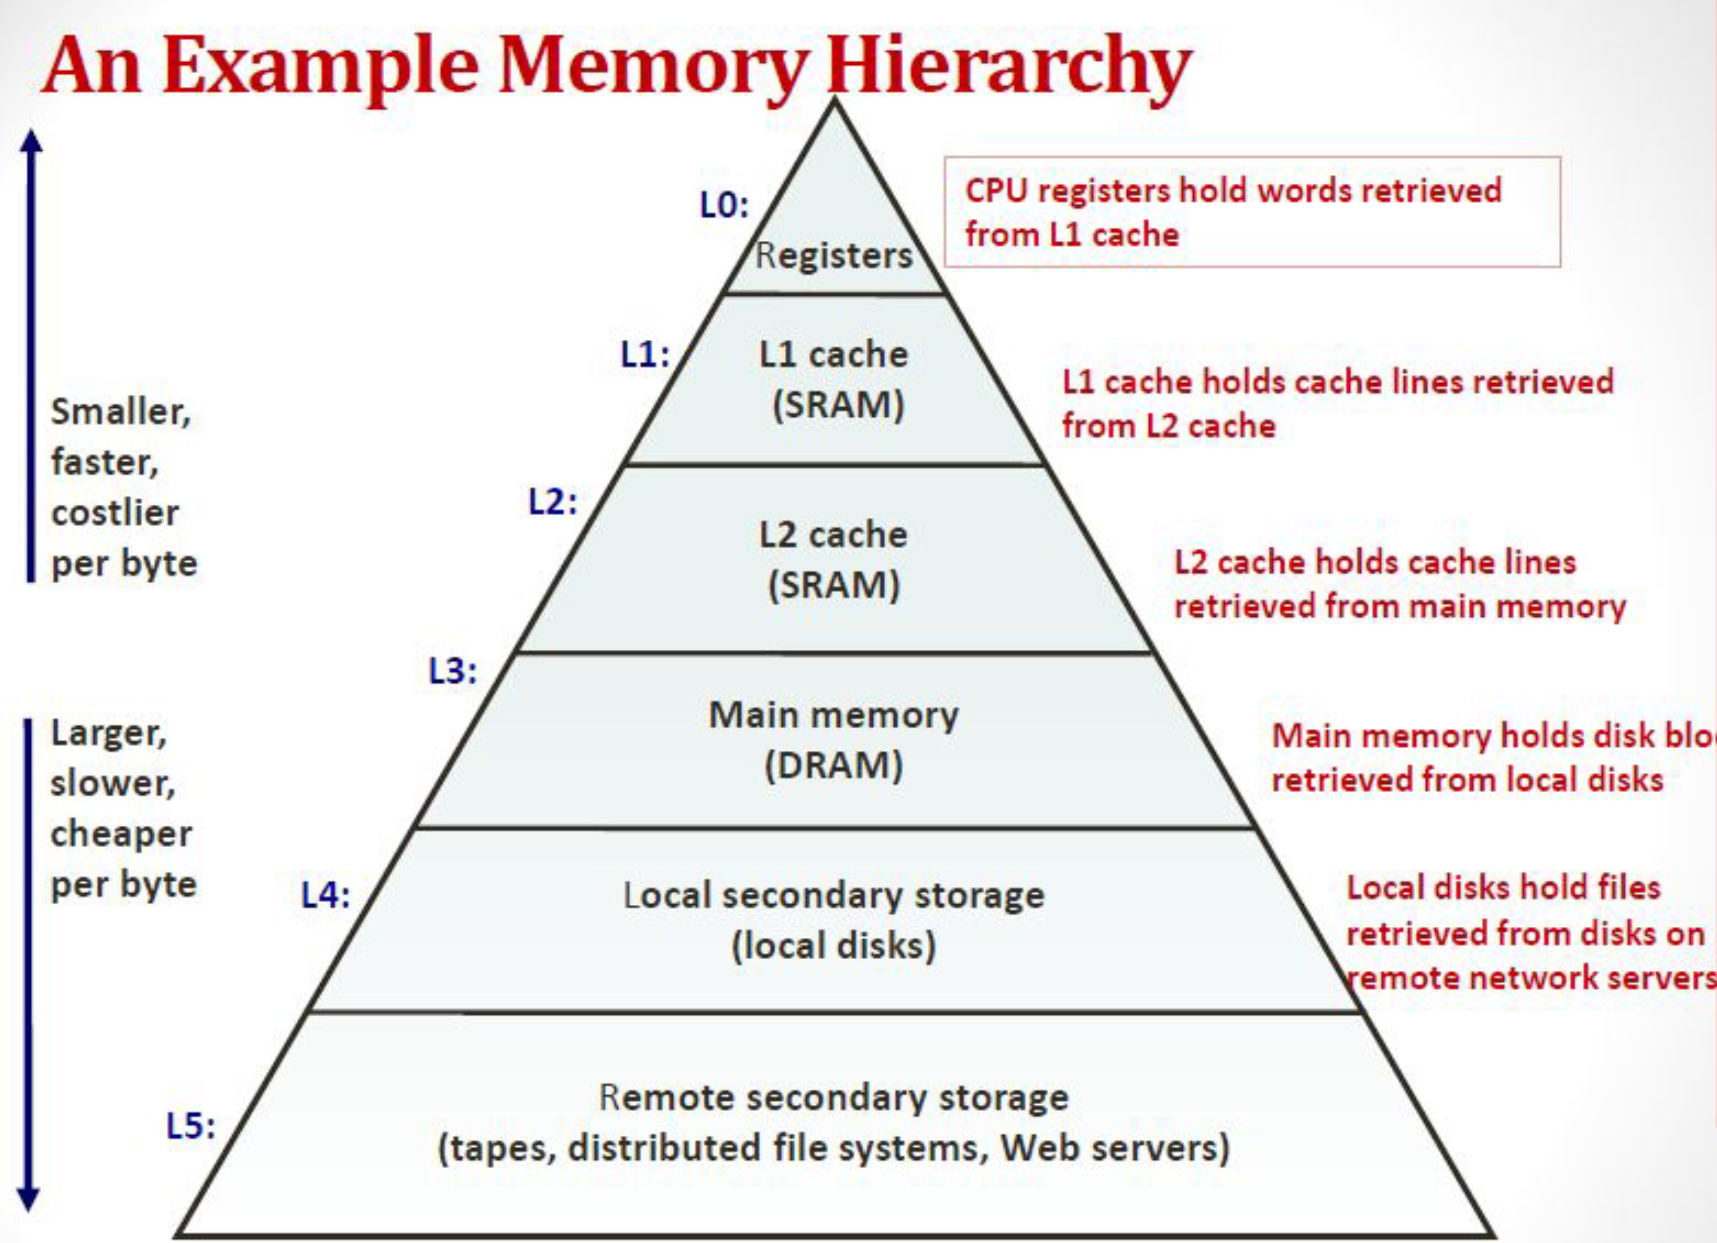 An Example Memory Hierarchy
L0:
Registers
CPU registers hold words retrieved
from L1 cache
L1:
L1 cache
(SRAM)
L1 cache holds cache lines retrieved
from L2 cache
Smaller,
faster,
costlier
per byte
L2:
L2 cache
(SRAM)
L2 cache holds cache lines
retrieved from main memory
L3:
Main memory
(DRAM)
Main memory holds disk
retrieved from local disks
Larger,
slower,
cheaper
per byte
L4:
Local secondary storage
(local disks)
Local disks hold files
retrieved from disks on
remote network servers
L5:
Remote secondary storage
(tapes, distributed file systems, Web servers)